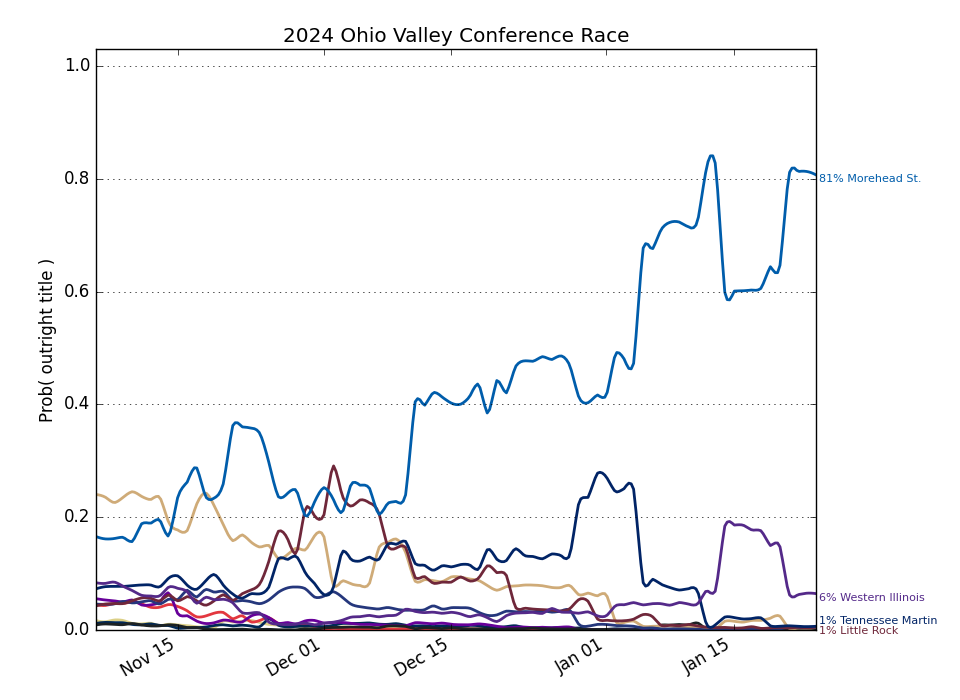 2024 Ohio Valley Conference Race
Prob( outright title )
1.0
0.8
0.6
0.4
0.2
0.0
Nov 15
Dec 01
Dec 15
Jan 01
Jan 15
81% Morehead St.
6% Western Illinois
1% Tennessee Martin
1% Little Rock